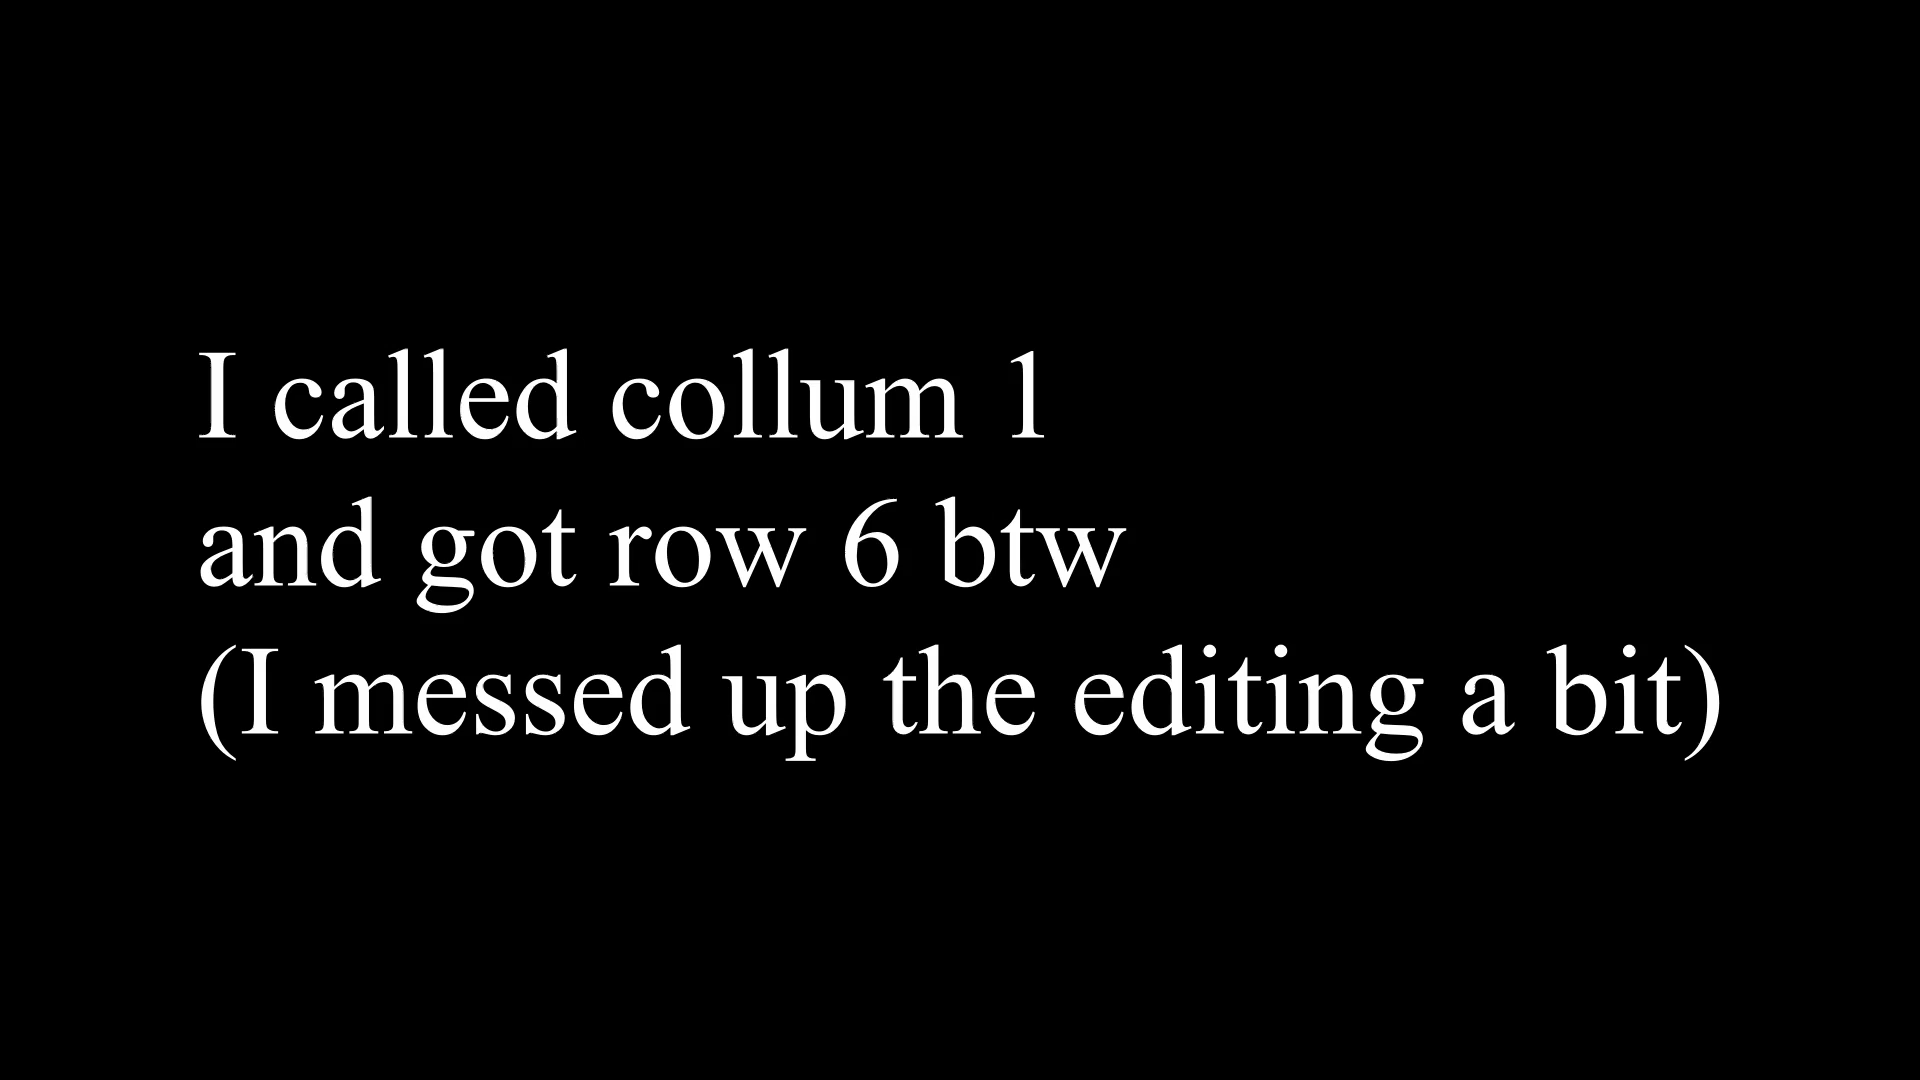 I called collum 1
and got row 6 btw
(I messed up the editing a bit)